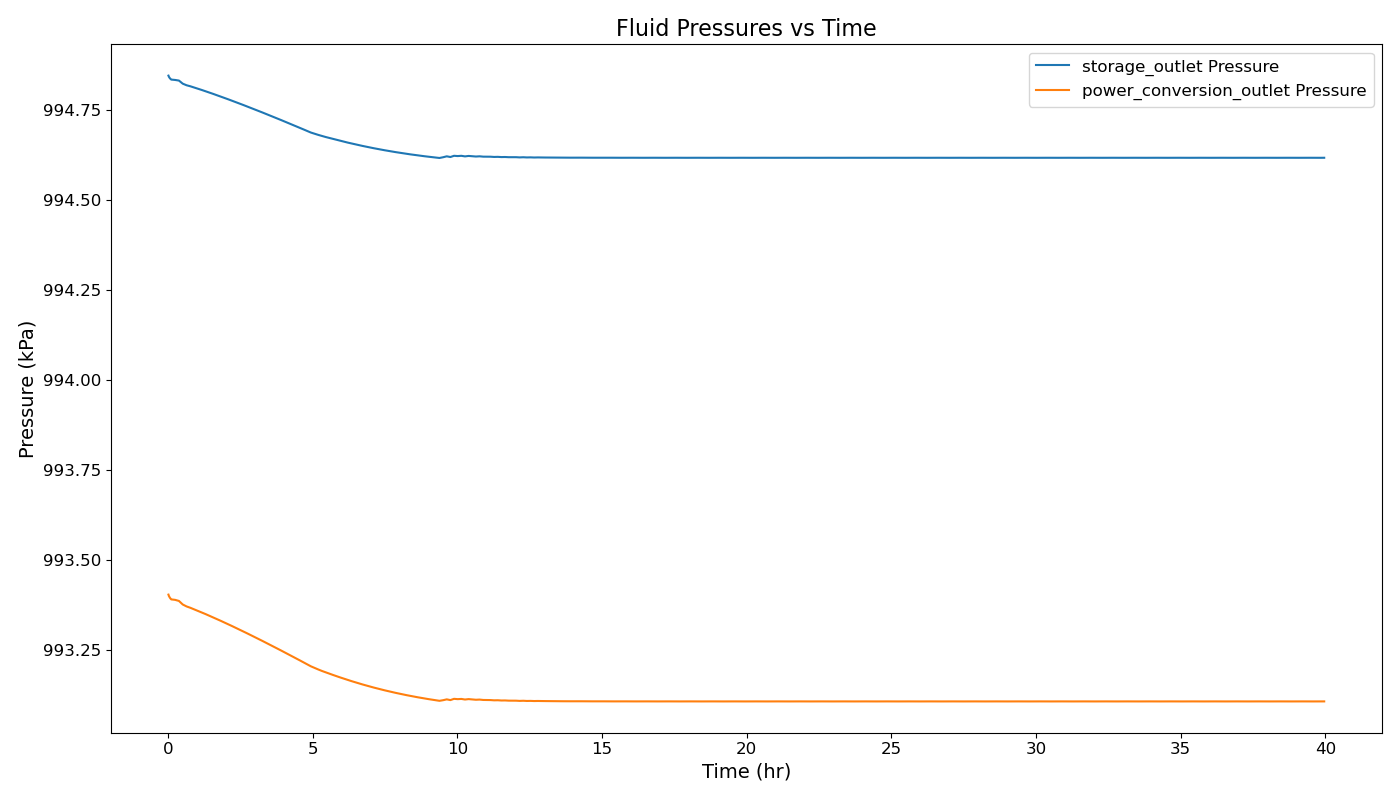 Fluid Pressures vs Time
storage_outlet Pressure
power_conversion_outlet Pressure
Pressure (kPa)
994.75
994.50
994.25
994.00
993.75
993.50
993.25
0 5 10 15 20 25 30 35 40
Time (hr)